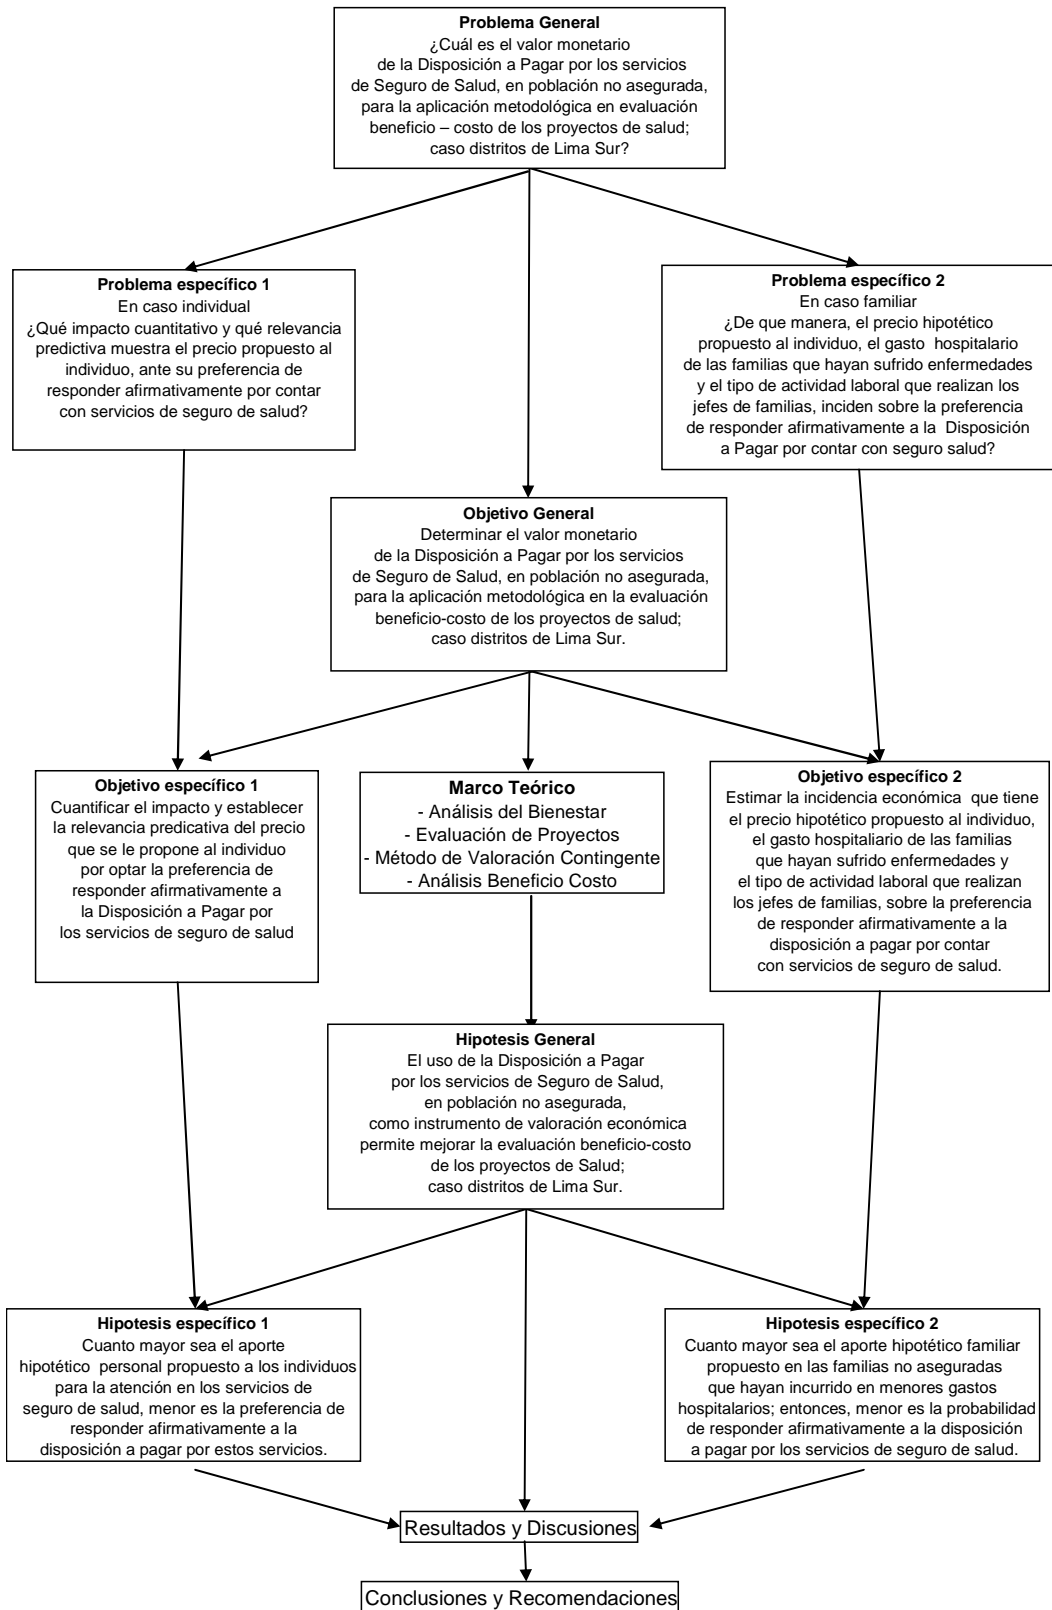 Problema General
¿Cuál es el valor monetario
de la Disposición a Pagar por los servicios
de Seguro de Salud, en población no asegurada,
para la aplicación metodológica en evaluación
beneficio – costo de los proyectos de salud;
caso distritos de Lima Sur?
Problema específico 1
En caso individual
¿Qué impacto cuantitativo y qué relevancia
predictiva muestra el precio propuesto al
individuo, ante su preferencia de
responder afirmativamente por contar
con servicios de seguro de salud?
Problema específico 2
En caso familiar
¿De que manera, el precio hipotético
propuesto al individuo, el gasto hospitalario
de las familias que hayan sufrido enfermedades
y el tipo de actividad laboral que realizan los
jefes de familias, inciden sobre la preferencia
de responder afirmativamente a la Disposición
a Pagar por contar con seguro salud?
Objetivo General
Determinar el valor monetario
de la Disposición a Pagar por los servicios
de Seguro de Salud, en población no asegurada,
para la aplicación metodológica en la evaluación
beneficio-costo de los proyectos de salud;
caso distritos de Lima Sur.
Objetivo específico 1
Cuantificar el impacto y establecer
la relevancia predicativa del precio
que se le propone al individuo
por optar la preferencia de
responder afirmativamente a
la Disposición a Pagar por
los servicios de seguro de salud
Marco Teórico
- Análisis del Bienestar
- Evaluación de Proyectos
- Método de Valoración Contingente
- Análisis Beneficio Costo
Objetivo específico 2
Estimar la incidencia económica que tiene
el precio hipotético propuesto al individuo,
el gasto hospitaliario de las familias
que hayan sufrido enfermedades y
el tipo de actividad laboral que realizan
los jefes de familias, sobre la preferencia
de responder afirmativamente a la
disposición a pagar por contar
con servicios de seguro de salud.
Hipotesis General
El uso de la Disposición a Pagar
por los servicios de Seguro de Salud,
en población no asegurada,
como instrumento de valoración económica
permite mejorar la evaluación beneficio-costo
de los proyectos de Salud;
caso distritos de Lima Sur.
Hipotesis específico 1
Cuanto mayor sea el aporte
hipotético personal propuesto a los individuos
para la atención en los servicios de
seguro de salud, menor es la preferencia de
responder afirmativamente a la
disposición a pagar por estos servicios.
Hipotesis específico 2
Cuanto mayor sea el aporte hipotético familiar
propuesto en las familias no aseguradas
que hayan incurrido en menores gastos
hospitalarios; entonces, menor es la probabilidad
de responder afirmativamente a la disposición
a pagar por los servicios de seguro de salud.
Resultados y Discusiones
Conclusiones y Recomendaciones